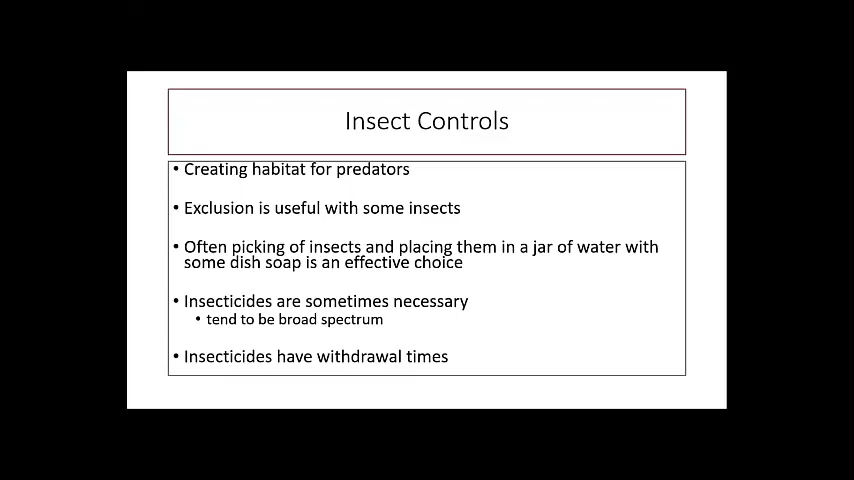 Insect Controls
• Creating habitat for predators
• Exclusion is useful with some insects
• Often picking of insects and placing them in a jar of water with
some dish soap is an effective choice
• Insecticides are sometimes necessary
• tend to be broad spectrum
• Insecticides have withdrawal times